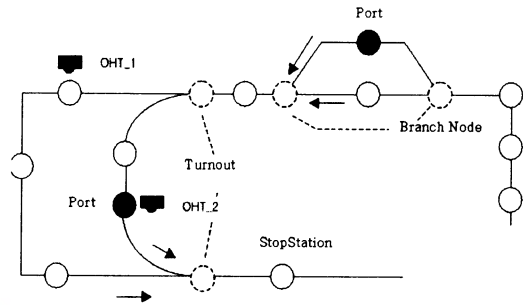 Port
OHT_1
Branch Node
Turnout
Port
OHT_2
StopStation